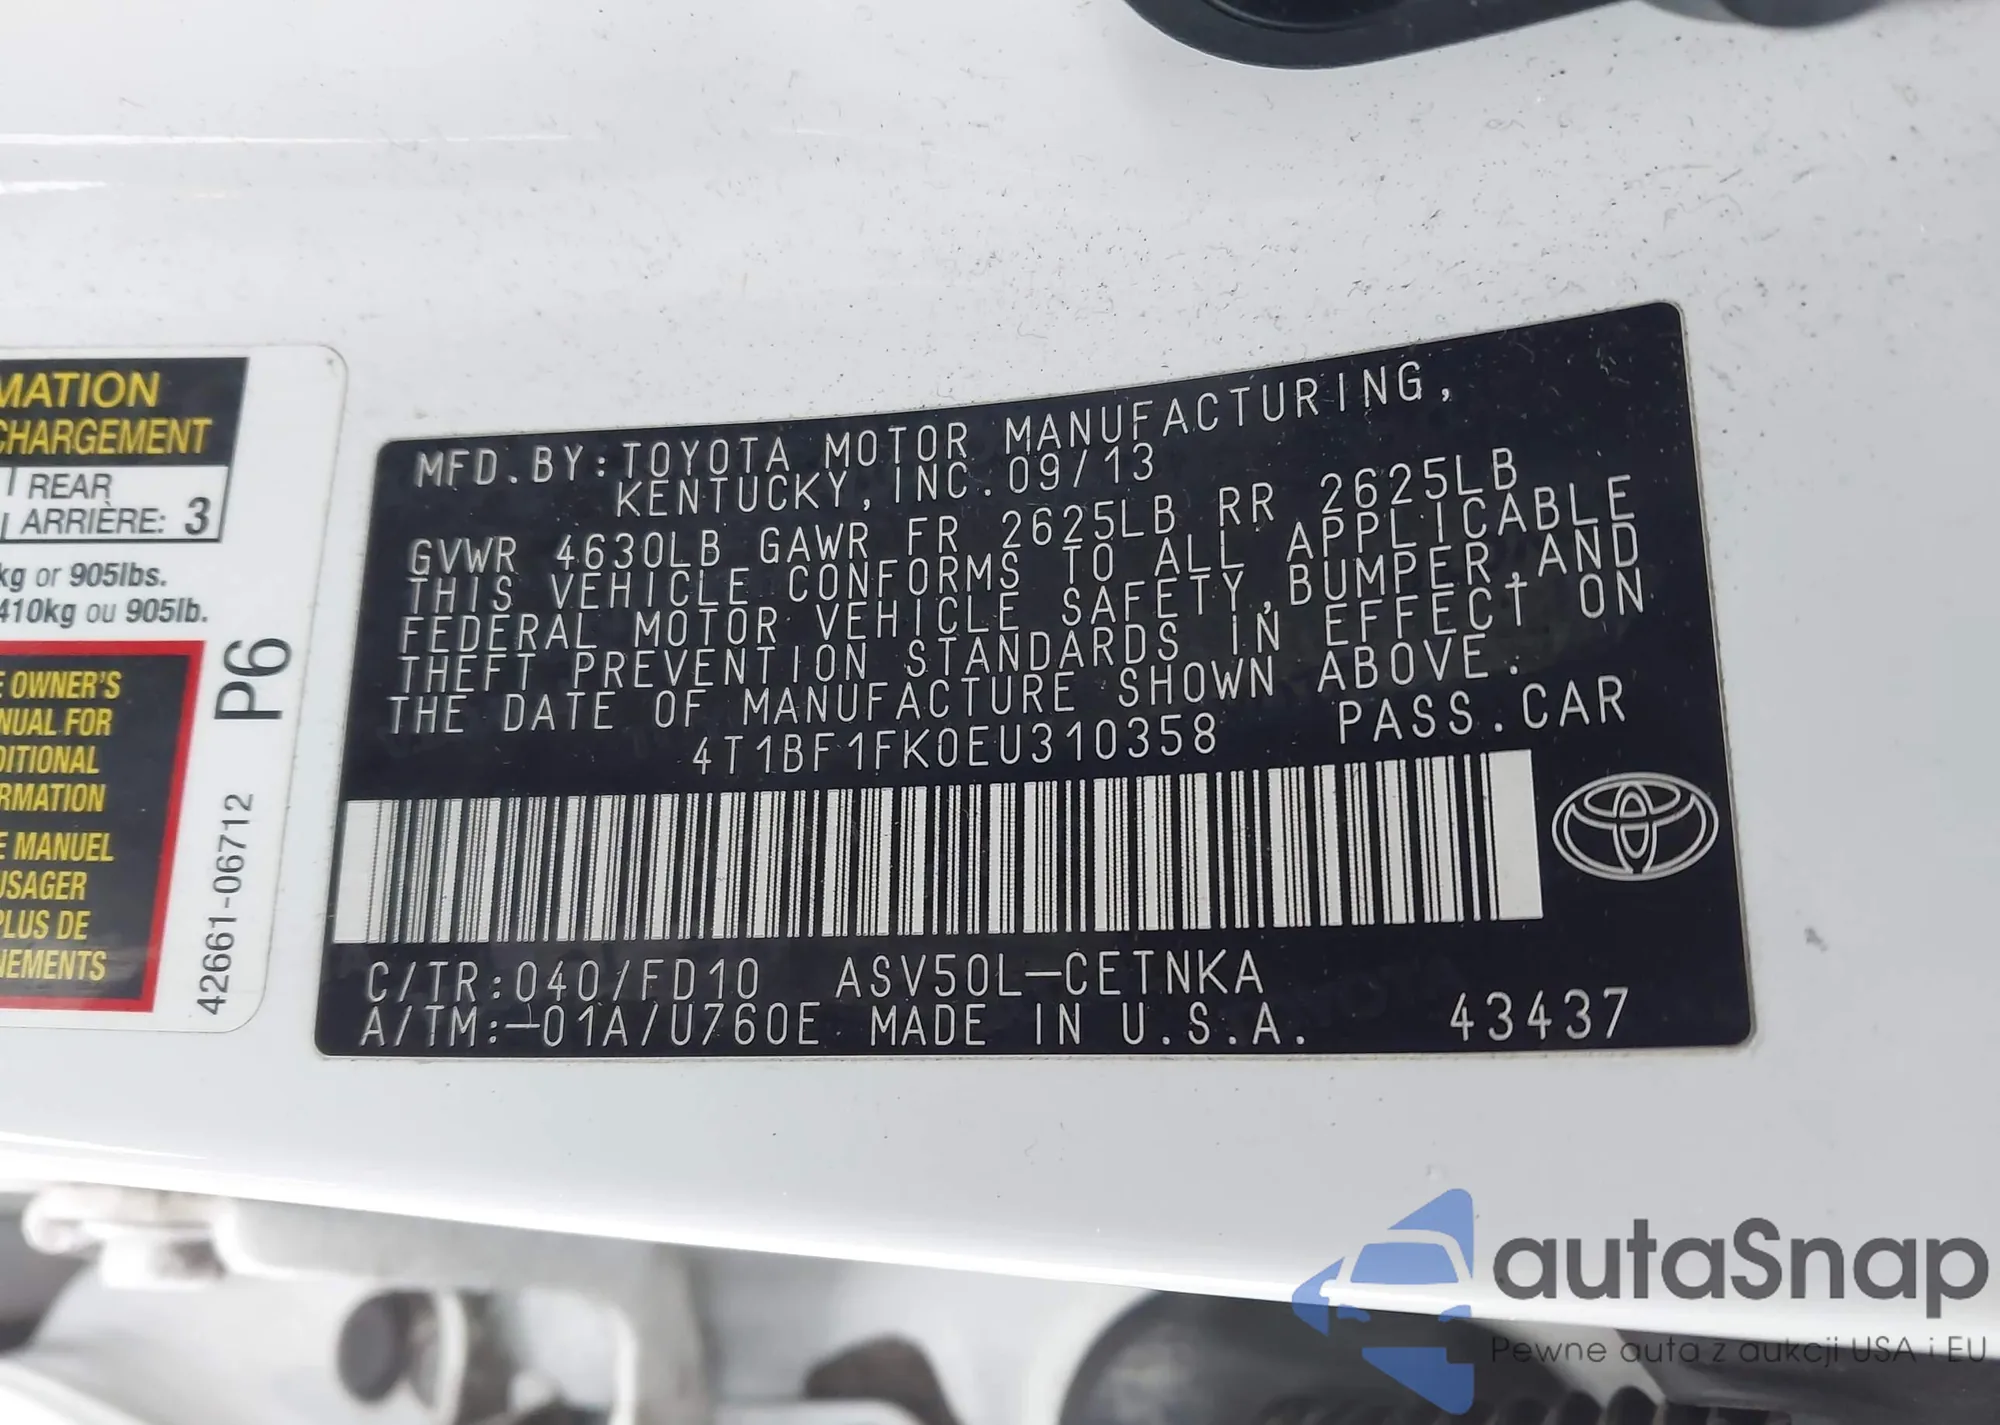 MATION
CHARGEMENT
REAR
ARRIÈRE: 3
kg or 905lbs.
410kg ou 905lb.
E OWNER'S
NUAL FOR
DITIONAL
RMATION
E MANUEL
USAGER
PLUS DE
NEMENTS
P6
42661-06712
MFD.BY:TOYOTA MOTOR MANUFACTURING,
KENTUCKY,INC.09/13
GVWR 4630LB GAWR FR 2625LB RR 2625LB
THIS VEHICLE CONFORMS TO ALL APPLICABLE
FEDERAL MOTOR VEHICLE SAFETY,BUMPER,AND
THEFT PREVENTION STANDARDS IN EFFECT ON
THE DATE OF MANUFACTURE SHOWN ABOVE.
4T1BF1FK0EU310358 PASS.CAR
C/TR:040/FD10 ASV50L-CETNKA
A/TM:-01A/U760E MADE IN U.S.A. 43437
autaSnap
Pewne auta z aukcji USA i EU